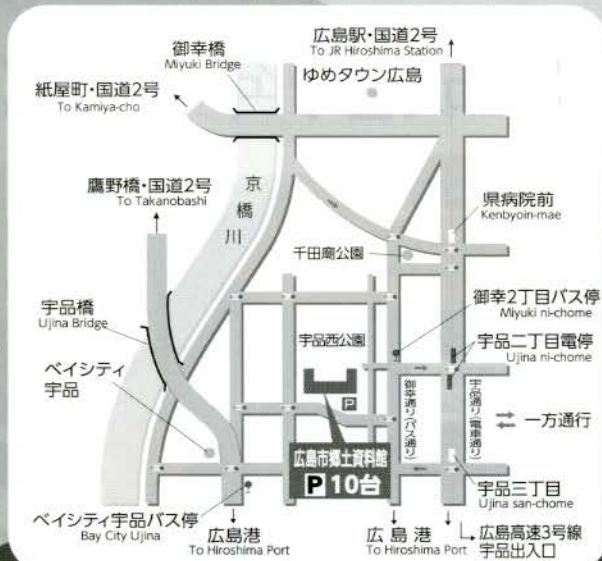 広島駅・国道2号
To JR Hiroshima Station
御幸橋
Miyuki Bridge
ゆめタウン広島
紙屋町・国道2号
To Kamiya-cho
鷹野橋・国道2号
To Takanobashi
京橋川
県病院前
Kenbyoin-mae
千田廟公園
御幸2丁目バス停
Miyuki ni-chome
宇品橋
Ujina Bridge
宇品西公園
宇品二丁目電停
Ujina ni-chome
ベイシティ
宇品
P
御幸通り(バス通り)
宇品通り(電車通り)
一方通行
広島市郷土資料館
P 10台
宇品三丁目
Ujina san-chome
ベイシティ宇品バス停
Bay City Ujina
広島港
To Hiroshima Port
広島港
To Hiroshima Port
広島高速3号線
宇品出入口